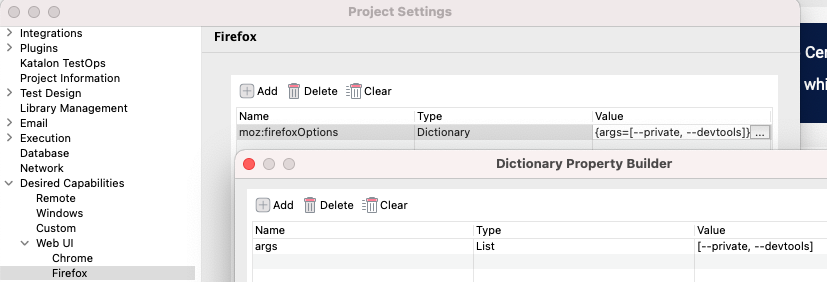 Project Settings
Integrations
Plugins
Katalon TestOps
Project Information
Test Design
Library Management
Email
Execution
Database
Network
Desired Capabilities
Remote
Windows
Custom
Web UI
Chrome
Firefox
Firefox
Add Delete Clear
Name Type Value
moz:firefoxOptions Dictionary {args=[--private, --devtools]} ...
Dictionary Property Builder
Add Delete Clear
Name Type Value
args List [--private, --devtools]
Cer
whi